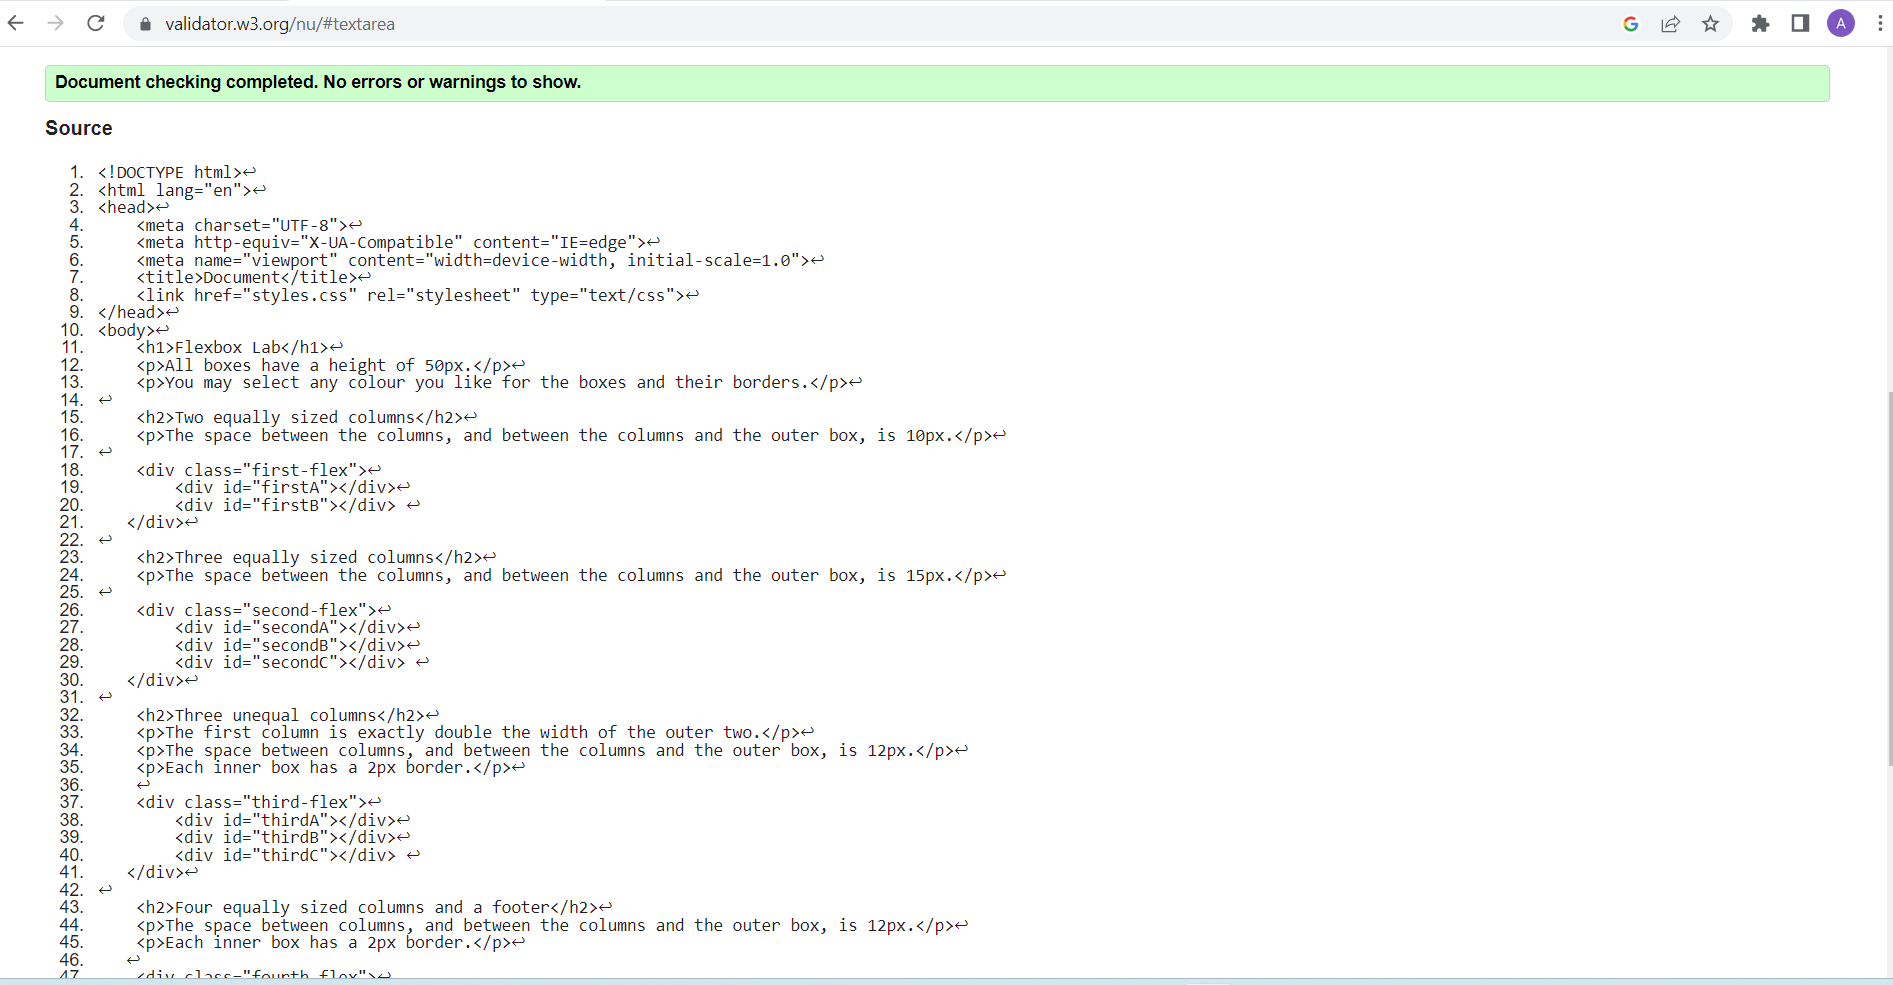 validator.w3.org/nu/#textarea
A
Document checking completed. No errors or warnings to show.
Source
1. <!DOCTYPE html>↩
2. <html lang="en">↩
3. <head>↩
4.     <meta charset="UTF-8">↩
5.     <meta http-equiv="X-UA-Compatible" content="IE=edge">↩
6.     <meta name="viewport" content="width=device-width, initial-scale=1.0">↩
7.     <title>Document</title>↩
8.     <link href="styles.css" rel="stylesheet" type="text/css">↩
9. </head>↩
10. <body>↩
11.     <h1>Flexbox Lab</h1>↩
12.     <p>All boxes have a height of 50px.</p>↩
13.     <p>You may select any colour you like for the boxes and their borders.</p>↩
14. ↩
15.     <h2>Two equally sized columns</h2>↩
16.     <p>The space between the columns, and between the columns and the outer box, is 10px.</p>↩
17. ↩
18.     <div class="first-flex">↩
19.         <div id="firstA"></div>↩
20.         <div id="firstB"></div> ↩
21.    </div>↩
22. ↩
23.     <h2>Three equally sized columns</h2>↩
24.     <p>The space between the columns, and between the columns and the outer box, is 15px.</p>↩
25. ↩
26.     <div class="second-flex">↩
27.         <div id="secondA"></div>↩
28.         <div id="secondB"></div>↩
29.         <div id="secondC"></div> ↩
30.    </div>↩
31. ↩
32.     <h2>Three unequal columns</h2>↩
33.     <p>The first column is exactly double the width of the outer two.</p>↩
34.     <p>The space between columns, and between the columns and the outer box, is 12px.</p>↩
35.     <p>Each inner box has a 2px border.</p>↩
36.     ↩
37.     <div class="third-flex">↩
38.         <div id="thirdA"></div>↩
39.         <div id="thirdB"></div>↩
40.         <div id="thirdC"></div> ↩
41.    </div>↩
42. ↩
43.     <h2>Four equally sized columns and a footer</h2>↩
44.     <p>The space between columns, and between the columns and the outer box, is 12px.</p>↩
45.     <p>Each inner box has a 2px border.</p>↩
46.    ↩
47.     <div class="fourth-flex">↩